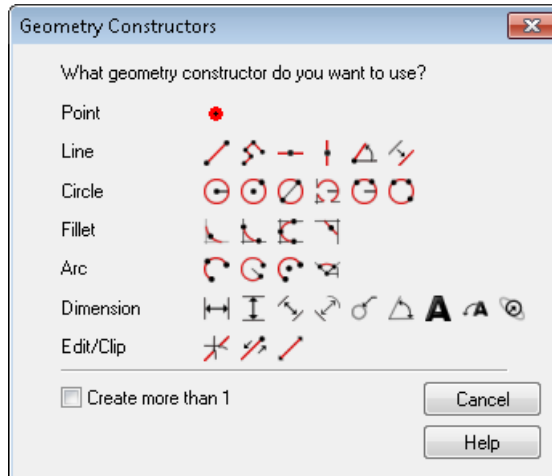 Geometry Constructors
What geometry constructor do you want to use?
Point
Line
Circle
Fillet
Arc
Dimension
A A
Edit/Clip
Create more than 1
Cancel
Help